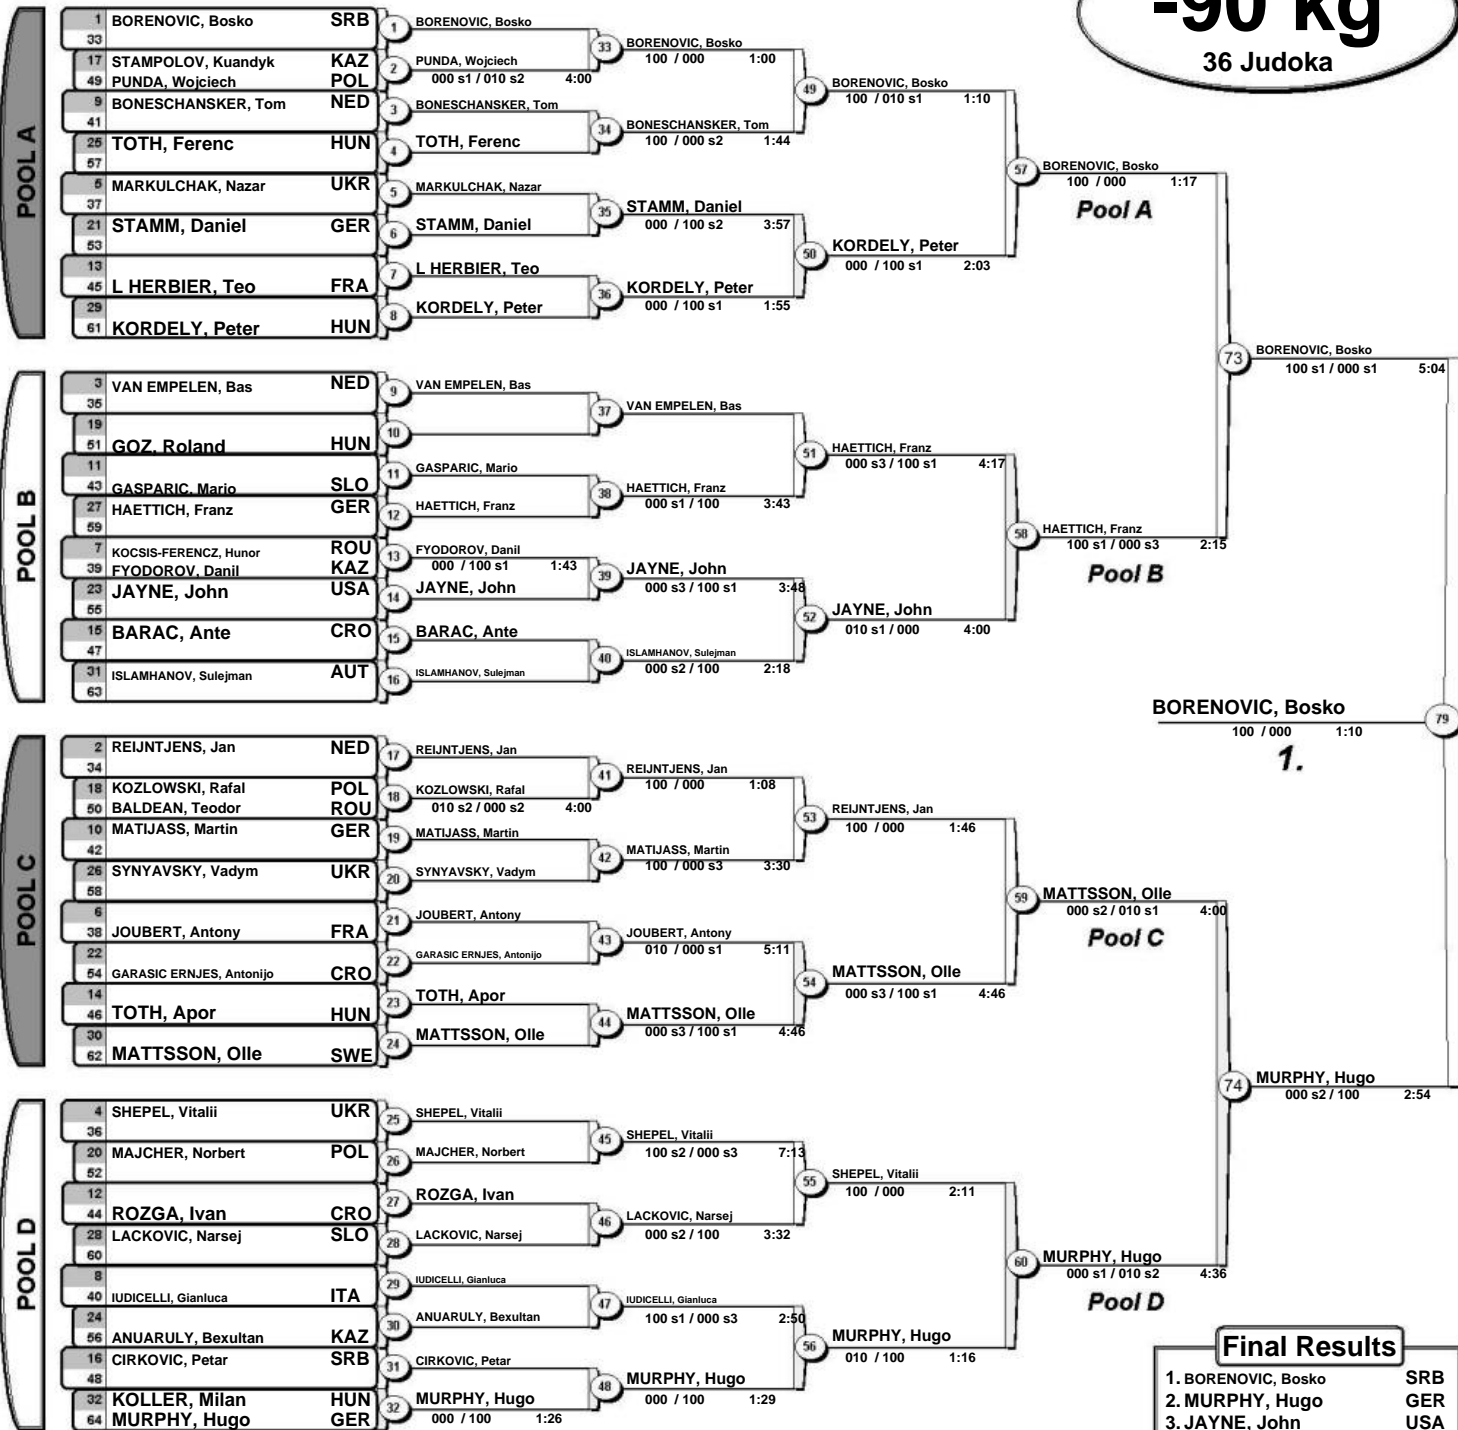 -90 kg
36 Judoka
POOL A
1 BORENOVIC, Bosko SRB
33
17 STAMPOLOV, Kuandyk KAZ
49 PUNDA, Wojciech POL
9 BONESCHANSKER, Tom NED
41
25 TOTH, Ferenc HUN
57
5 MARKULCHAK, Nazar UKR
37
21 STAMM, Daniel GER
53
13
45 L HERBIER, Teo FRA
29
61 KORDELY, Peter HUN
1 BORENOVIC, Bosko
2 PUNDA, Wojciech
000 s1 / 010 s2 4:00
3 BONESCHANSKER, Tom
4 TOTH, Ferenc
5 MARKULCHAK, Nazar
6 STAMM, Daniel
7 L HERBIER, Teo
8 KORDELY, Peter
33 BORENOVIC, Bosko
100 / 000 1:00
34 BONESCHANSKER, Tom
100 / 000 s2 1:44
35 STAMM, Daniel
000 / 100 s2 3:57
36 KORDELY, Peter
000 / 100 s1 1:55
49 BORENOVIC, Bosko
100 / 010 s1 1:10
50 KORDELY, Peter
000 / 100 s1 2:03
57 BORENOVIC, Bosko
100 / 000 1:17
Pool A
POOL B
3 VAN EMPELEN, Bas NED
35
19
51 GOZ, Roland HUN
11
43 GASPARIC, Mario SLO
27 HAETTICH, Franz GER
59
7 KOCSIS-FERENCZ, Hunor ROU
39 FYODOROV, Danil KAZ
23 JAYNE, John USA
55
15 BARAC, Ante CRO
47
31 ISLAMHANOV, Sulejman AUT
63
9 VAN EMPELEN, Bas
10
11 GASPARIC, Mario
12 HAETTICH, Franz
13 FYODOROV, Danil
000 / 100 s1 1:43
14 JAYNE, John
15 BARAC, Ante
16 ISLAMHANOV, Sulejman
37 VAN EMPELEN, Bas
38 HAETTICH, Franz
000 s1 / 100 3:43
39 JAYNE, John
000 s3 / 100 s1 3:48
40 ISLAMHANOV, Sulejman
000 s2 / 100 2:18
51 HAETTICH, Franz
000 s3 / 100 s1 4:17
52 JAYNE, John
010 s1 / 000 4:00
58 HAETTICH, Franz
100 s1 / 000 s3 2:15
Pool B
73 BORENOVIC, Bosko
100 s1 / 000 s1 5:04
BORENOVIC, Bosko 79
100 / 000 1:10
1.
POOL C
2 REIJNTJENS, Jan NED
34
18 KOZLOWSKI, Rafal POL
50 BALDEAN, Teodor ROU
10 MATIJASS, Martin GER
42
26 SYNYAVSKY, Vadym UKR
58
6
38 JOUBERT, Antony FRA
22
54 GARASIC ERNJES, Antonijo CRO
14
46 TOTH, Apor HUN
30
62 MATTSSON, Olle SWE
17 REIJNTJENS, Jan
18 KOZLOWSKI, Rafal
010 s2 / 000 s2 4:00
19 MATIJASS, Martin
20 SYNYAVSKY, Vadym
21 JOUBERT, Antony
22 GARASIC ERNJES, Antonijo
23 TOTH, Apor
24 MATTSSON, Olle
41 REIJNTJENS, Jan
100 / 000 1:08
42 MATIJASS, Martin
100 / 000 s3 3:30
43 JOUBERT, Antony
010 / 000 s1 5:11
44 MATTSSON, Olle
000 s3 / 100 s1 4:46
53 REIJNTJENS, Jan
100 / 000 1:46
54 MATTSSON, Olle
000 s3 / 100 s1 4:46
59 MATTSSON, Olle
000 s2 / 010 s1 4:00
Pool C
POOL D
4 SHEPEL, Vitalii UKR
36
20 MAJCHER, Norbert POL
52
12
44 ROZGA, Ivan CRO
28 LACKOVIC, Narsej SLO
60
8
40 IUDICELLI, Gianluca ITA
24
56 ANUARULY, Bexultan KAZ
16 CIRKOVIC, Petar SRB
48
32 KOLLER, Milan HUN
64 MURPHY, Hugo GER
25 SHEPEL, Vitalii
26 MAJCHER, Norbert
27 ROZGA, Ivan
28 LACKOVIC, Narsej
29 IUDICELLI, Gianluca
30 ANUARULY, Bexultan
31 CIRKOVIC, Petar
32 MURPHY, Hugo
000 / 100 1:26
45 SHEPEL, Vitalii
100 s2 / 000 s3 7:13
46 LACKOVIC, Narsej
000 s2 / 100 3:32
47 IUDICELLI, Gianluca
100 s1 / 000 s3 2:50
48 MURPHY, Hugo
000 / 100 1:29
55 SHEPEL, Vitalii
100 / 000 2:11
56 MURPHY, Hugo
010 / 100 1:16
60 MURPHY, Hugo
000 s1 / 010 s2 4:36
Pool D
74 MURPHY, Hugo
000 s2 / 100 2:54
Final Results
1. BORENOVIC, Bosko SRB
2. MURPHY, Hugo GER
3. JAYNE, John USA